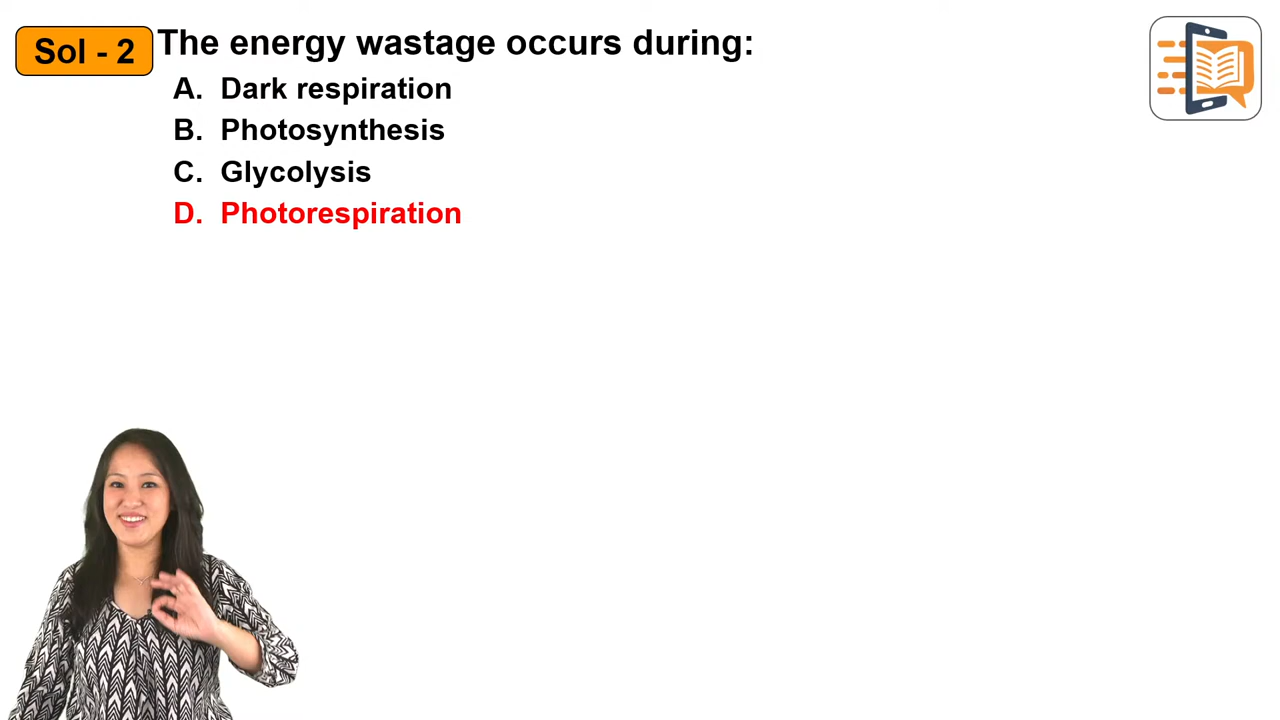 Sol - 2
The energy wastage occurs during:
A. Dark respiration
B. Photosynthesis
C. Glycolysis
D. Photorespiration